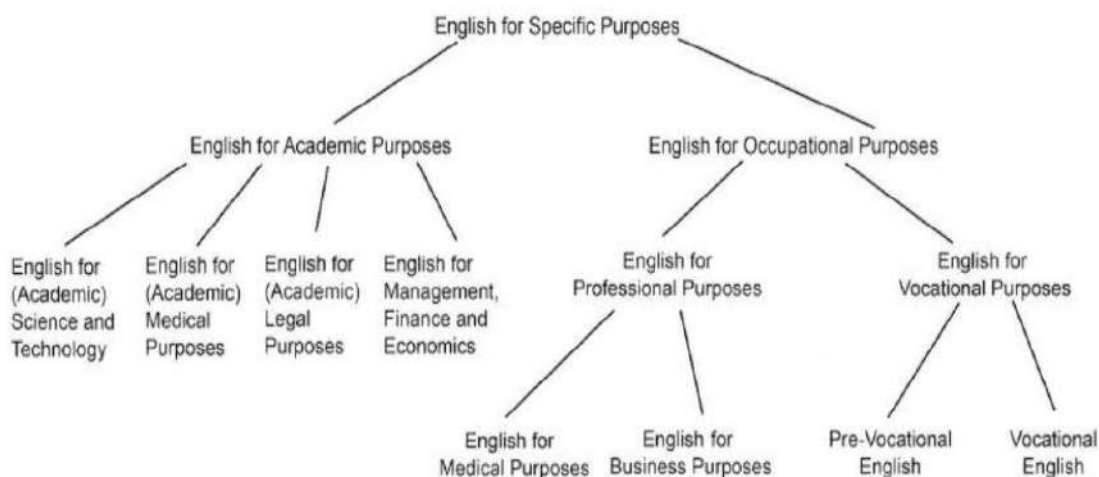 English for Specific Purposes
English for Academic Purposes
English for Occupational Purposes
English for
(Academic)
Science and
Technology
English for
(Academic)
Medical
Purposes
English for
(Academic)
Legal
Purposes
English for
Management,
Finance and
Economics
English for
Professional Purposes
English for
Vocational Purposes
English for
Medical Purposes
English for
Business Purposes
Pre-Vocational
English
Vocational
English